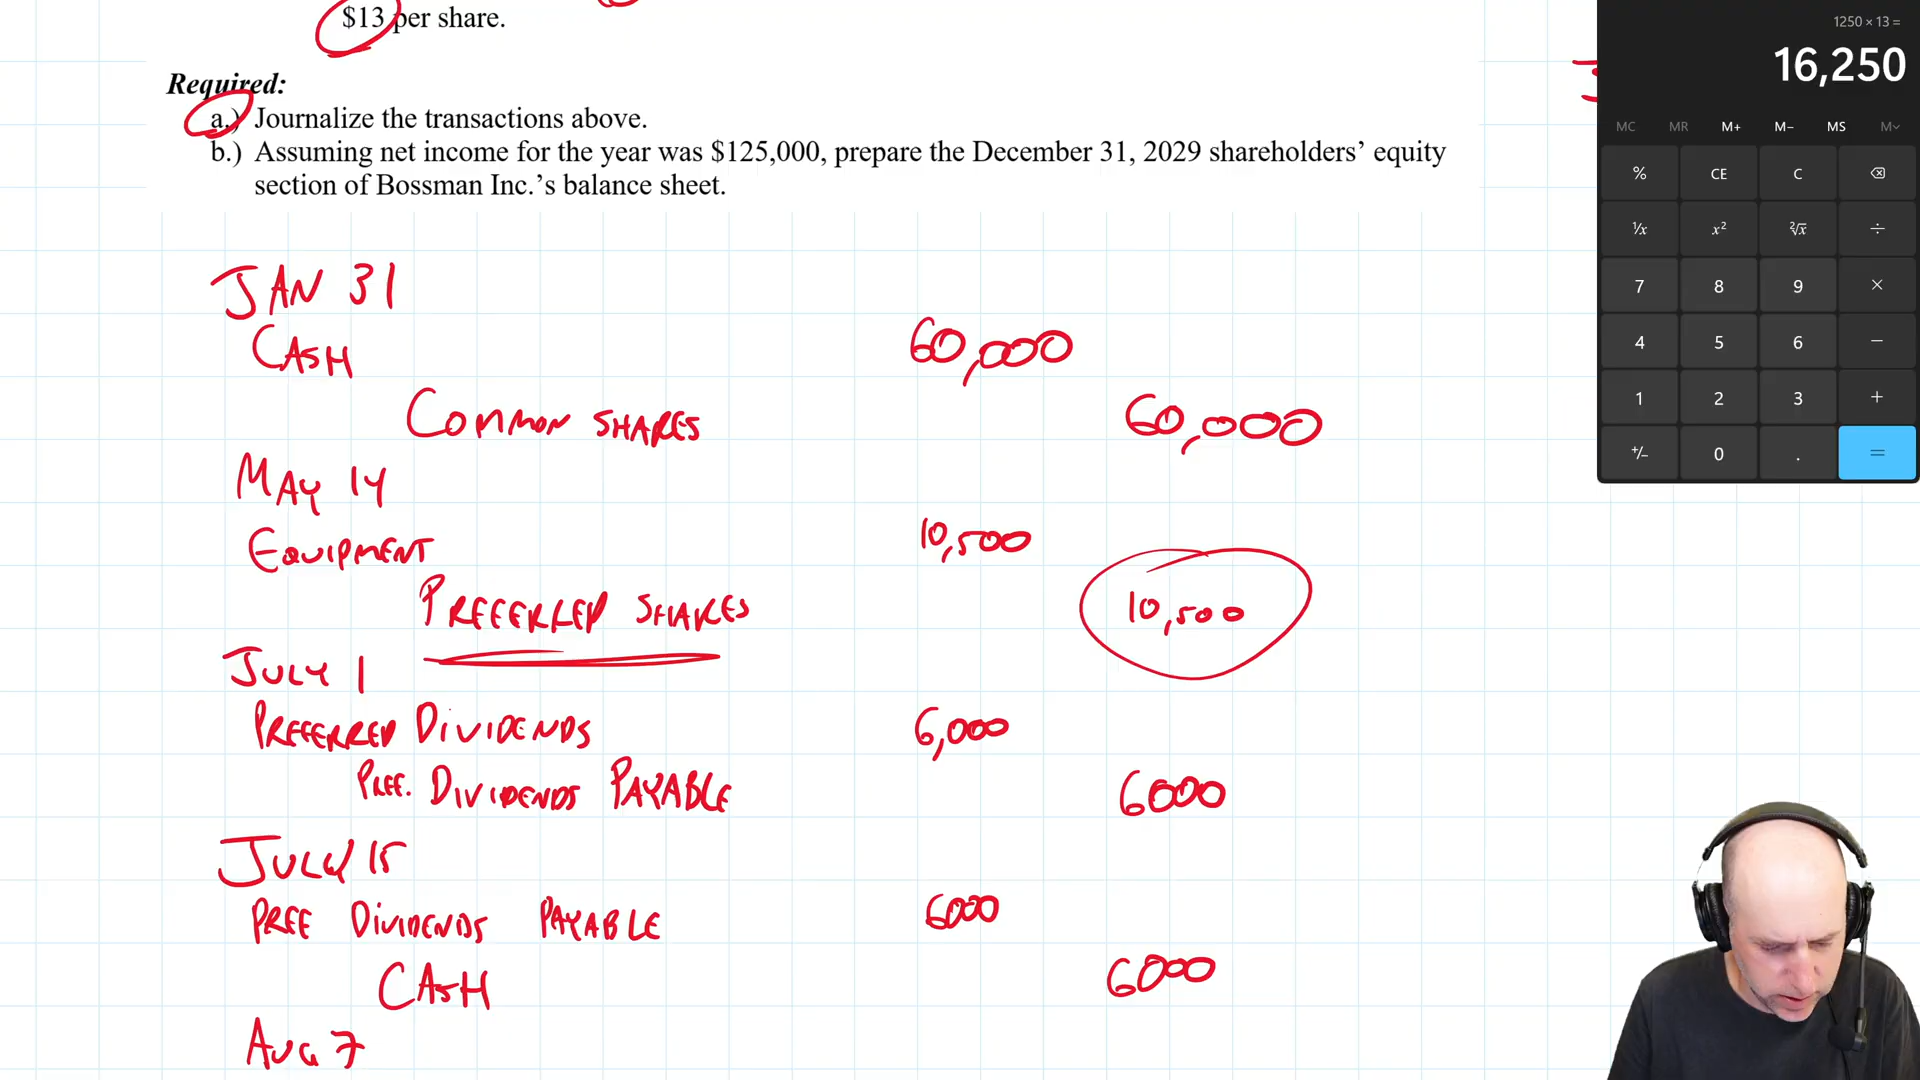 $13 per share.
Required:
a.) Journalize the transactions above.
b.) Assuming net income for the year was $125,000, prepare the December 31, 2029 shareholders' equity
section of Bossman Inc.'s balance sheet.
JAN 31
CASH 60,000
COMMON SHARES 60,000
MAY 14
EQUIPMENT 10,500
PREFERRED SHARES 10,500
JULY 1
PREFERRED DIVIDENDS 6,000
PREF. DIVIDENDS PAYABLE 6000
JULY 15
PREF DIVIDENDS PAYABLE 6000
CASH 6000
AUG 7
1250 × 13 =
16,250
MC MR M+ M− MS M˅
% CE C ⌫
¹/x x² ²√x ÷
7 8 9 ×
4 5 6 −
1 2 3 +
+/− 0 . =